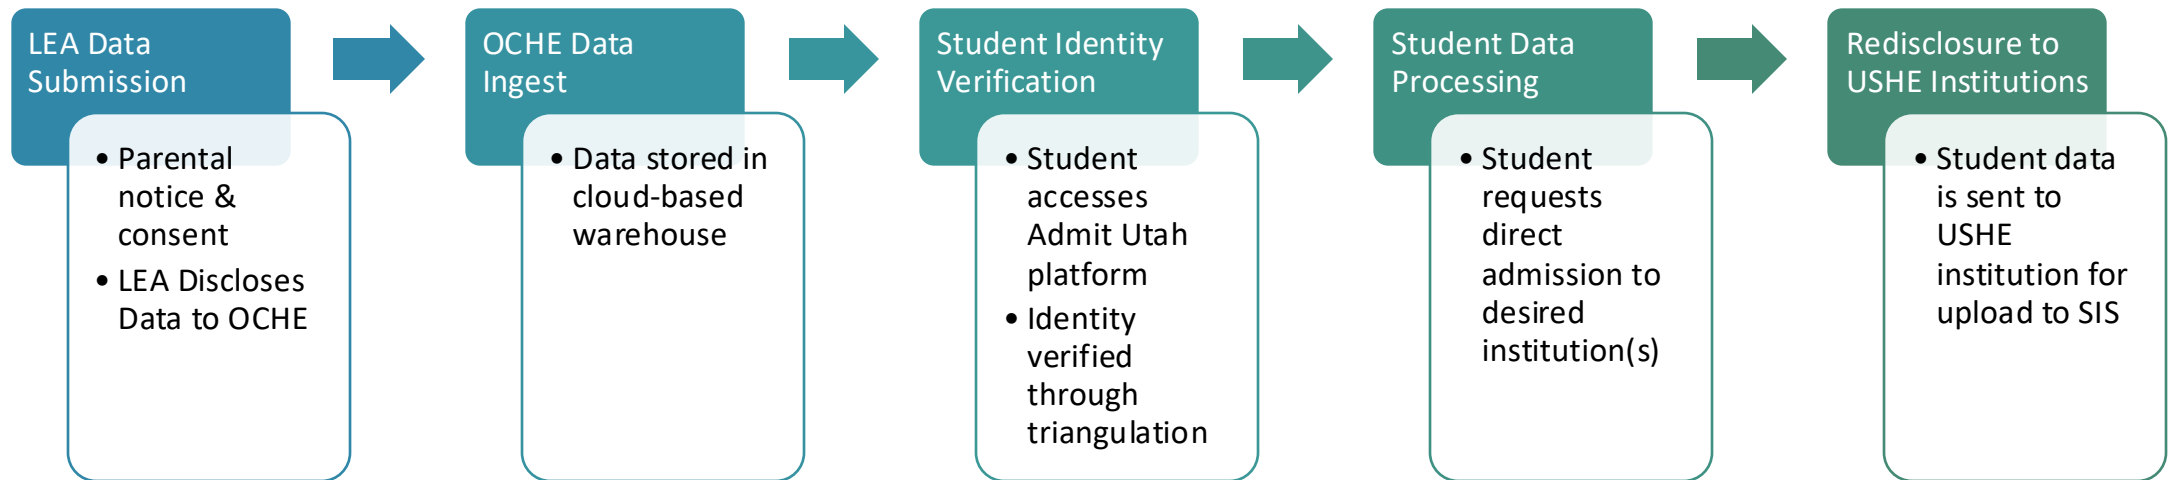 LEA Data
Submission
• Parental
notice &
consent
• LEA Discloses
Data to OCHE
OCHE Data
Ingest
• Data stored in
cloud-based
warehouse
Student Identity
Verification
• Student
accesses
Admit Utah
platform
• Identity
verified
through
triangulation
Student Data
Processing
• Student
requests
direct
admission to
desired
institution(s)
Redisclosure to
USHE Institutions
• Student data
is sent to
USHE
institution for
upload to SIS